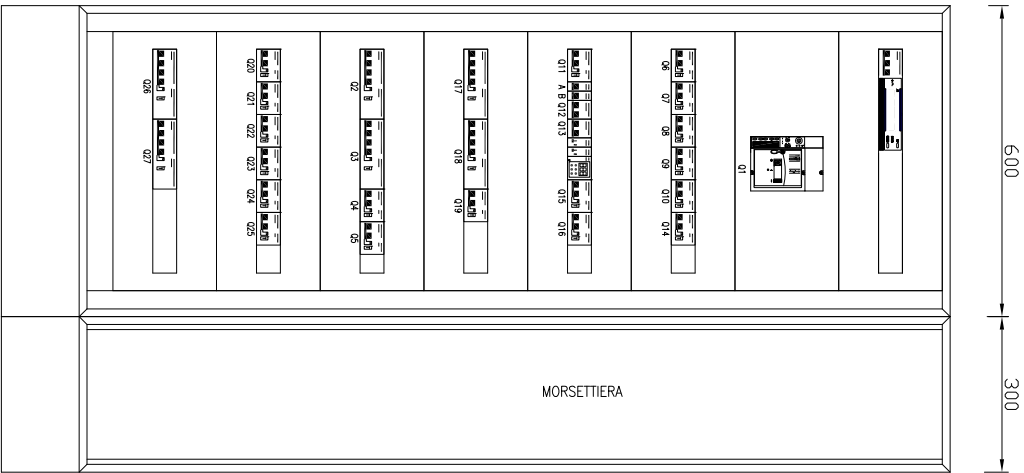 600 300
Q1
Q6 Q7 Q8 Q9 Q10 Q14
Q11 A B Q12 Q13 Q15 Q16
Q17 Q18 Q19
Q2 Q3 Q4 Q5
Q20 Q21 Q22 Q23 Q24 Q25
Q26 Q27
MORSETTIERA